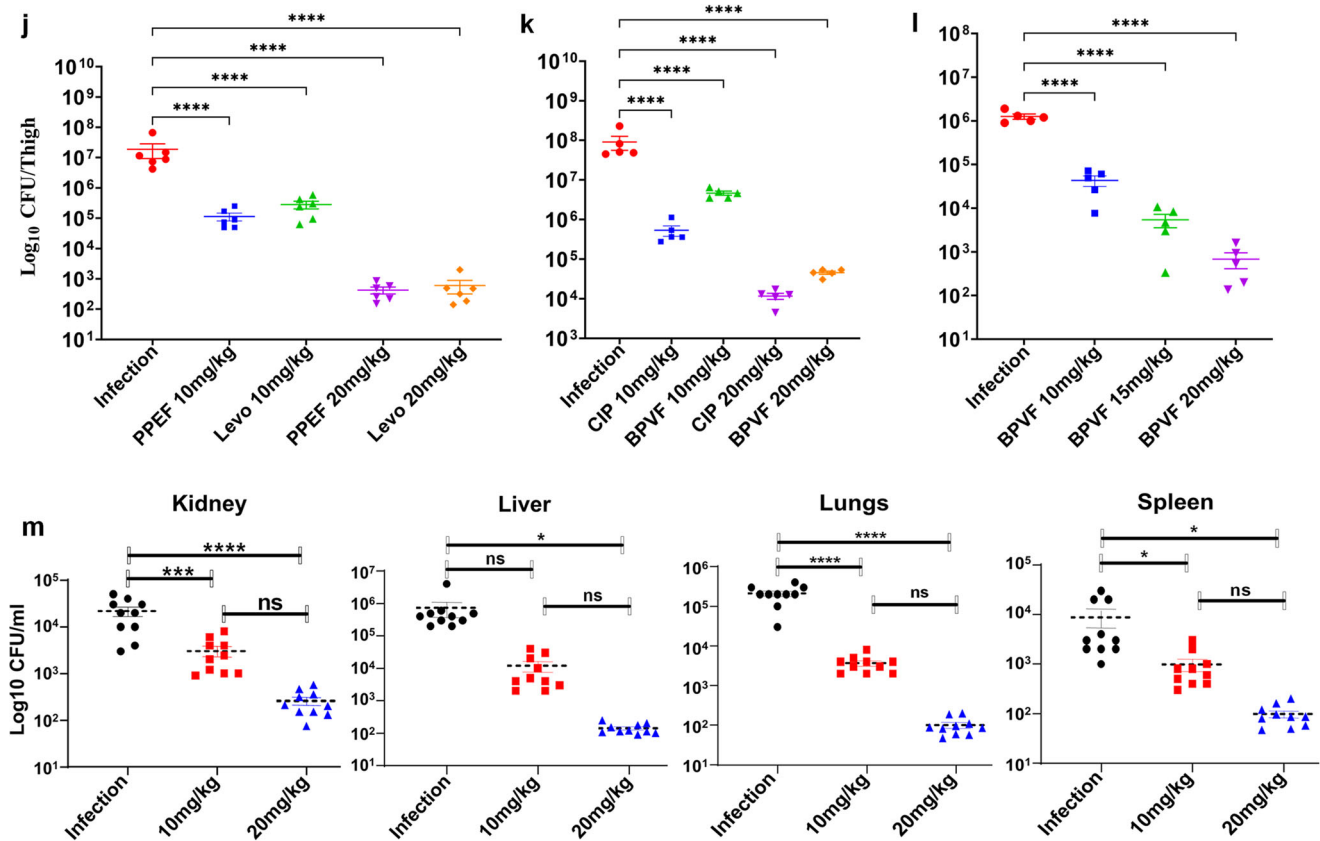 j
****
****
****
****
Log₁₀ CFU/Thigh
10¹⁰
10⁹
10⁸
10⁷
10⁶
10⁵
10⁴
10³
10²
10¹
Infection
PPEF 10mg/kg
Levo 10mg/kg
PPEF 20mg/kg
Levo 20mg/kg
k
****
****
****
****
10¹⁰
10⁹
10⁸
10⁷
10⁶
10⁵
10⁴
10³
Infection
CIP 10mg/kg
BPVF 10mg/kg
CIP 20mg/kg
BPVF 20mg/kg
l
****
****
****
10⁸
10⁷
10⁶
10⁵
10⁴
10³
10²
10¹
Infection
BPVF 10mg/kg
BPVF 15mg/kg
BPVF 20mg/kg
m
Kidney
****
***
ns
Log10 CFU/ml
10⁵
10⁴
10³
10²
10¹
Infection
10mg/kg
20mg/kg
Liver
*
ns
ns
10⁷
10⁶
10⁵
10⁴
10³
10²
10¹
Infection
10mg/kg
20mg/kg
Lungs
****
****
ns
10⁶
10⁵
10⁴
10³
10²
10¹
Infection
10mg/kg
20mg/kg
Spleen
*
*
ns
10⁵
10⁴
10³
10²
10¹
Infection
10mg/kg
20mg/kg